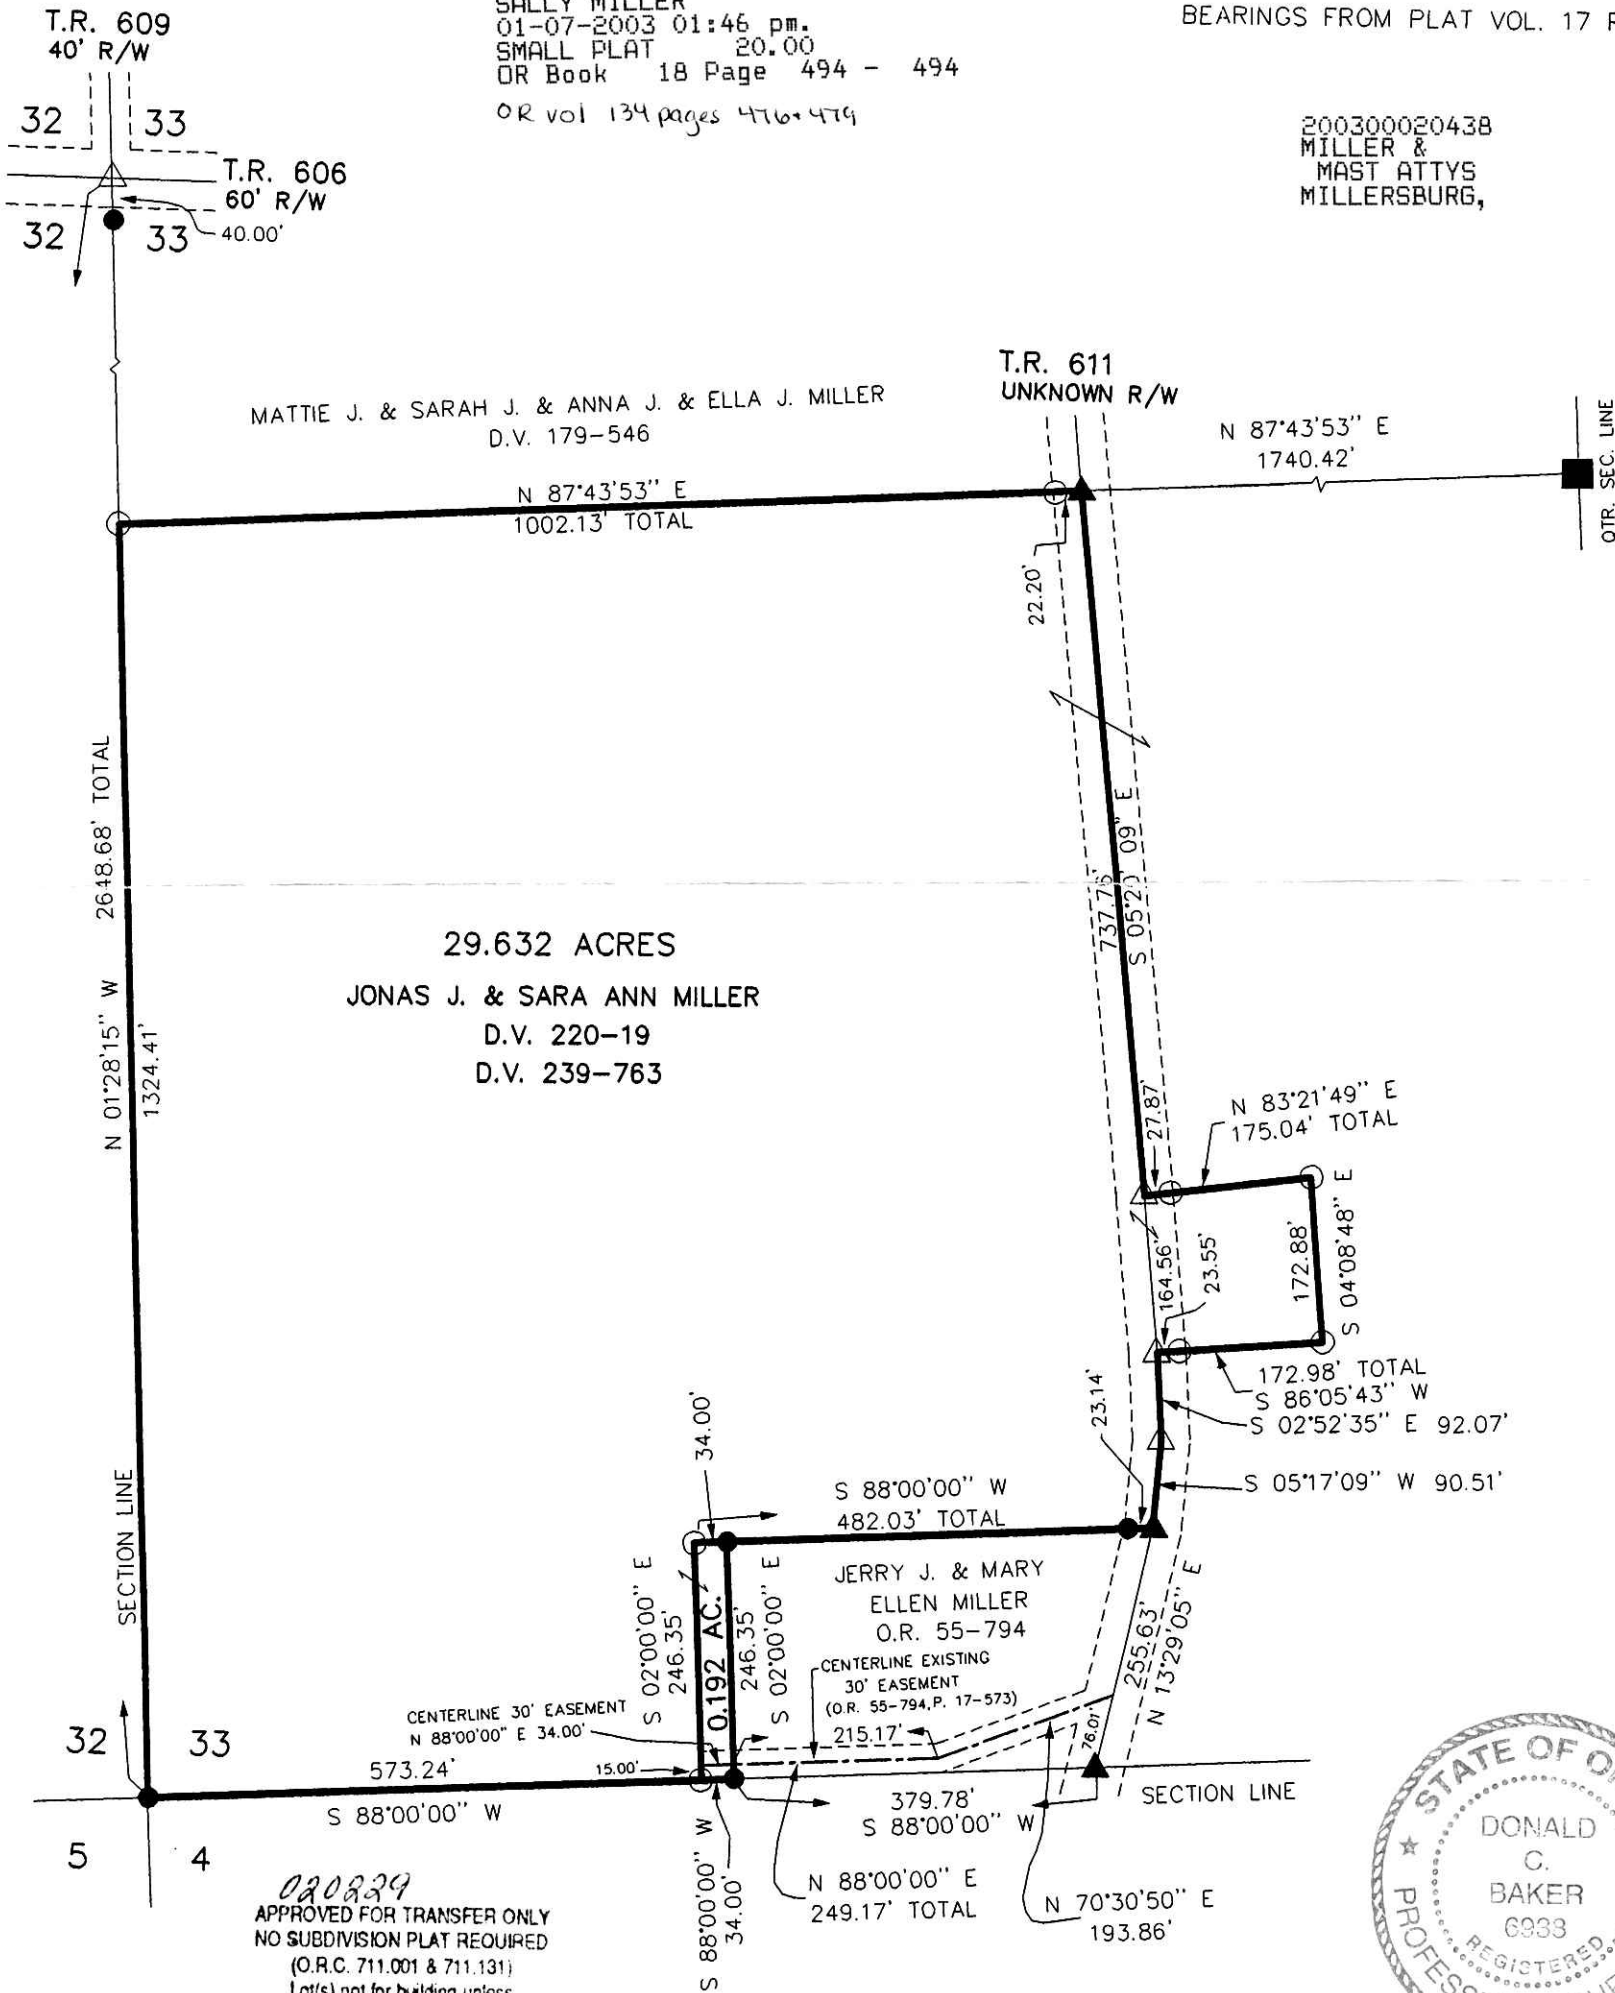 T.R. 609
40' R/W
SALLY MILLER
01-07-2003 01:46 pm.
SMALL PLAT 20.00
OR Book 18 Page 494 - 494
OR vol 134 pages 476+479
BEARINGS FROM PLAT VOL. 17
200300020438
MILLER &
MAST ATTYS
MILLERSBURG,
32 33
T.R. 606
60' R/W
32 33
40.00'
T.R. 611
UNKNOWN R/W
MATTIE J. & SARAH J. & ANNA J. & ELLA J. MILLER
D.V. 179-546
N 87°43'53" E
1740.42'
QTR. SEC. LINE
N 87°43'53" E
1002.13' TOTAL
22.20'
2648.68' TOTAL
N 01°28'15" W
1324.41'
737.76'
S 05°20'09" E
29.632 ACRES
JONAS J. & SARA ANN MILLER
D.V. 220-19
D.V. 239-763
27.87'
N 83°21'49" E
175.04' TOTAL
164.56'
23.55'
172.88'
S 04°08'48" E
172.98' TOTAL
S 86°05'43" W
S 02°52'35" E 92.07'
23.14'
S 05°17'09" W 90.51'
34.00'
S 88°00'00" W
482.03' TOTAL
SECTION LINE
S 02°00'00" E
246.35'
0.192 AC.
246.35'
S 02°00'00" E
JERRY J. & MARY
ELLEN MILLER
O.R. 55-794
CENTERLINE EXISTING
30' EASEMENT
(O.R. 55-794,P. 17-573)
255.63'
N 13°29'05" E
CENTERLINE 30' EASEMENT
N 88°00'00" E 34.00'
215.17'
76.01'
32 33
573.24'
15.00'
S 88°00'00" W
379.78'
S 88°00'00" W
SECTION LINE
5 4
S 88°00'00" W
34.00'
N 88°00'00" E
249.17' TOTAL
N 70°30'50" E
193.86'
020229
APPROVED FOR TRANSFER ONLY
NO SUBDIVISION PLAT REQUIRED
(O.R.C. 711.001 & 711.131)
Lot(s) not for building unless
STATE OF
DONALD
C.
BAKER
6938
REGISTERED